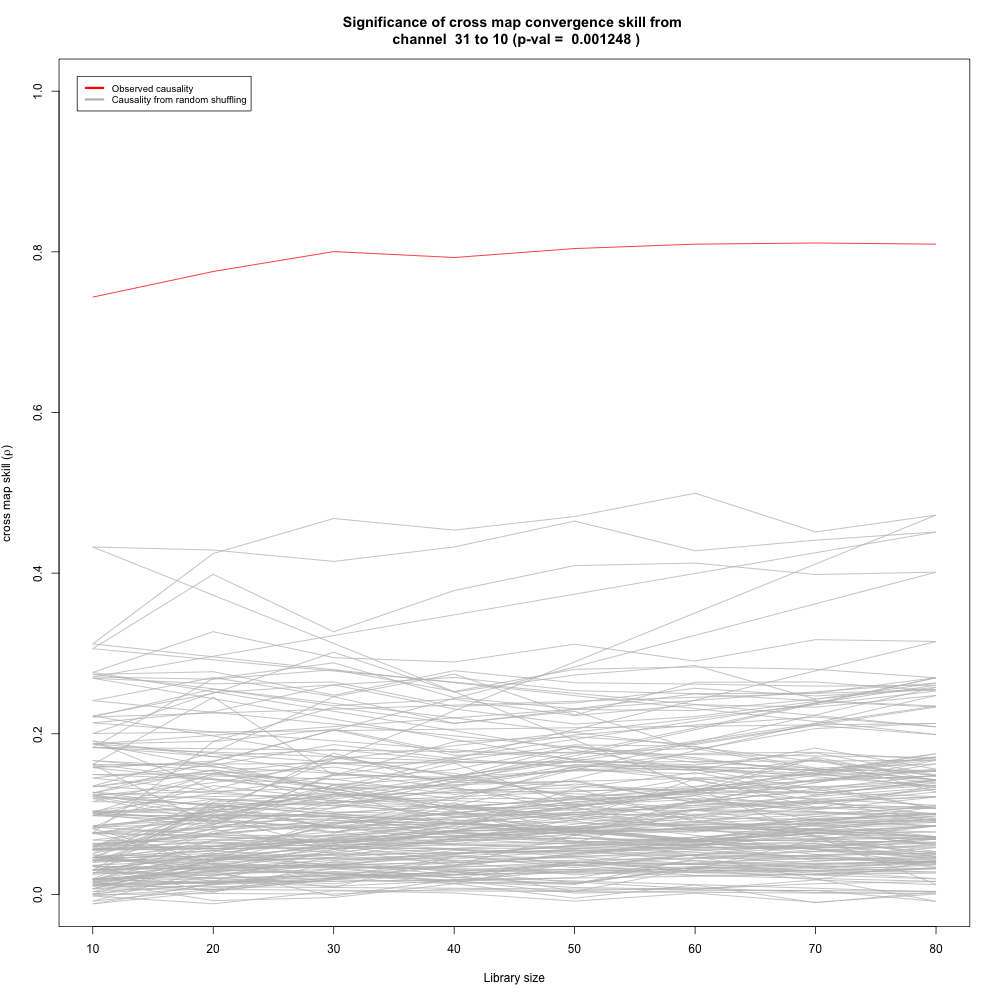 Significance of cross map convergence skill from
channel  31 to 10 (p-val =  0.001248 )
Observed causality
Causality from random shuffling
1.0
0.8
0.6
0.4
0.2
0.0
cross map skill (ρ)
10 20 30 40 50 60 70 80
Library size